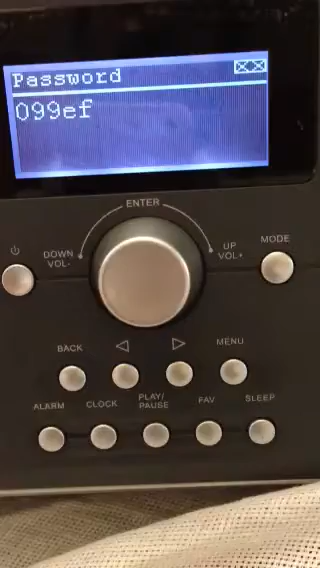 Password
099ef
ENTER
DOWN
VOL-
UP
VOL+
MODE
BACK
MENU
ALARM
CLOCK
PLAY/
PAUSE
FAV
SLEEP